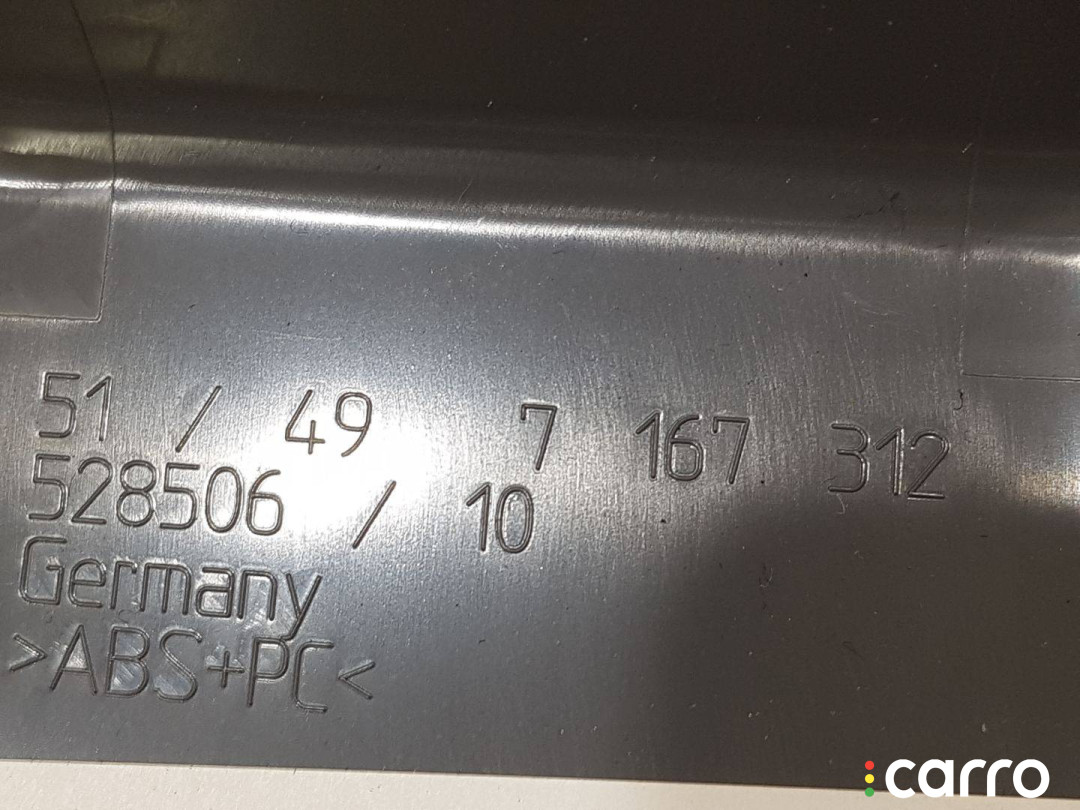 51 / 49 7 167 312
528506 / 10
Germany
>ABS+PC<
carro